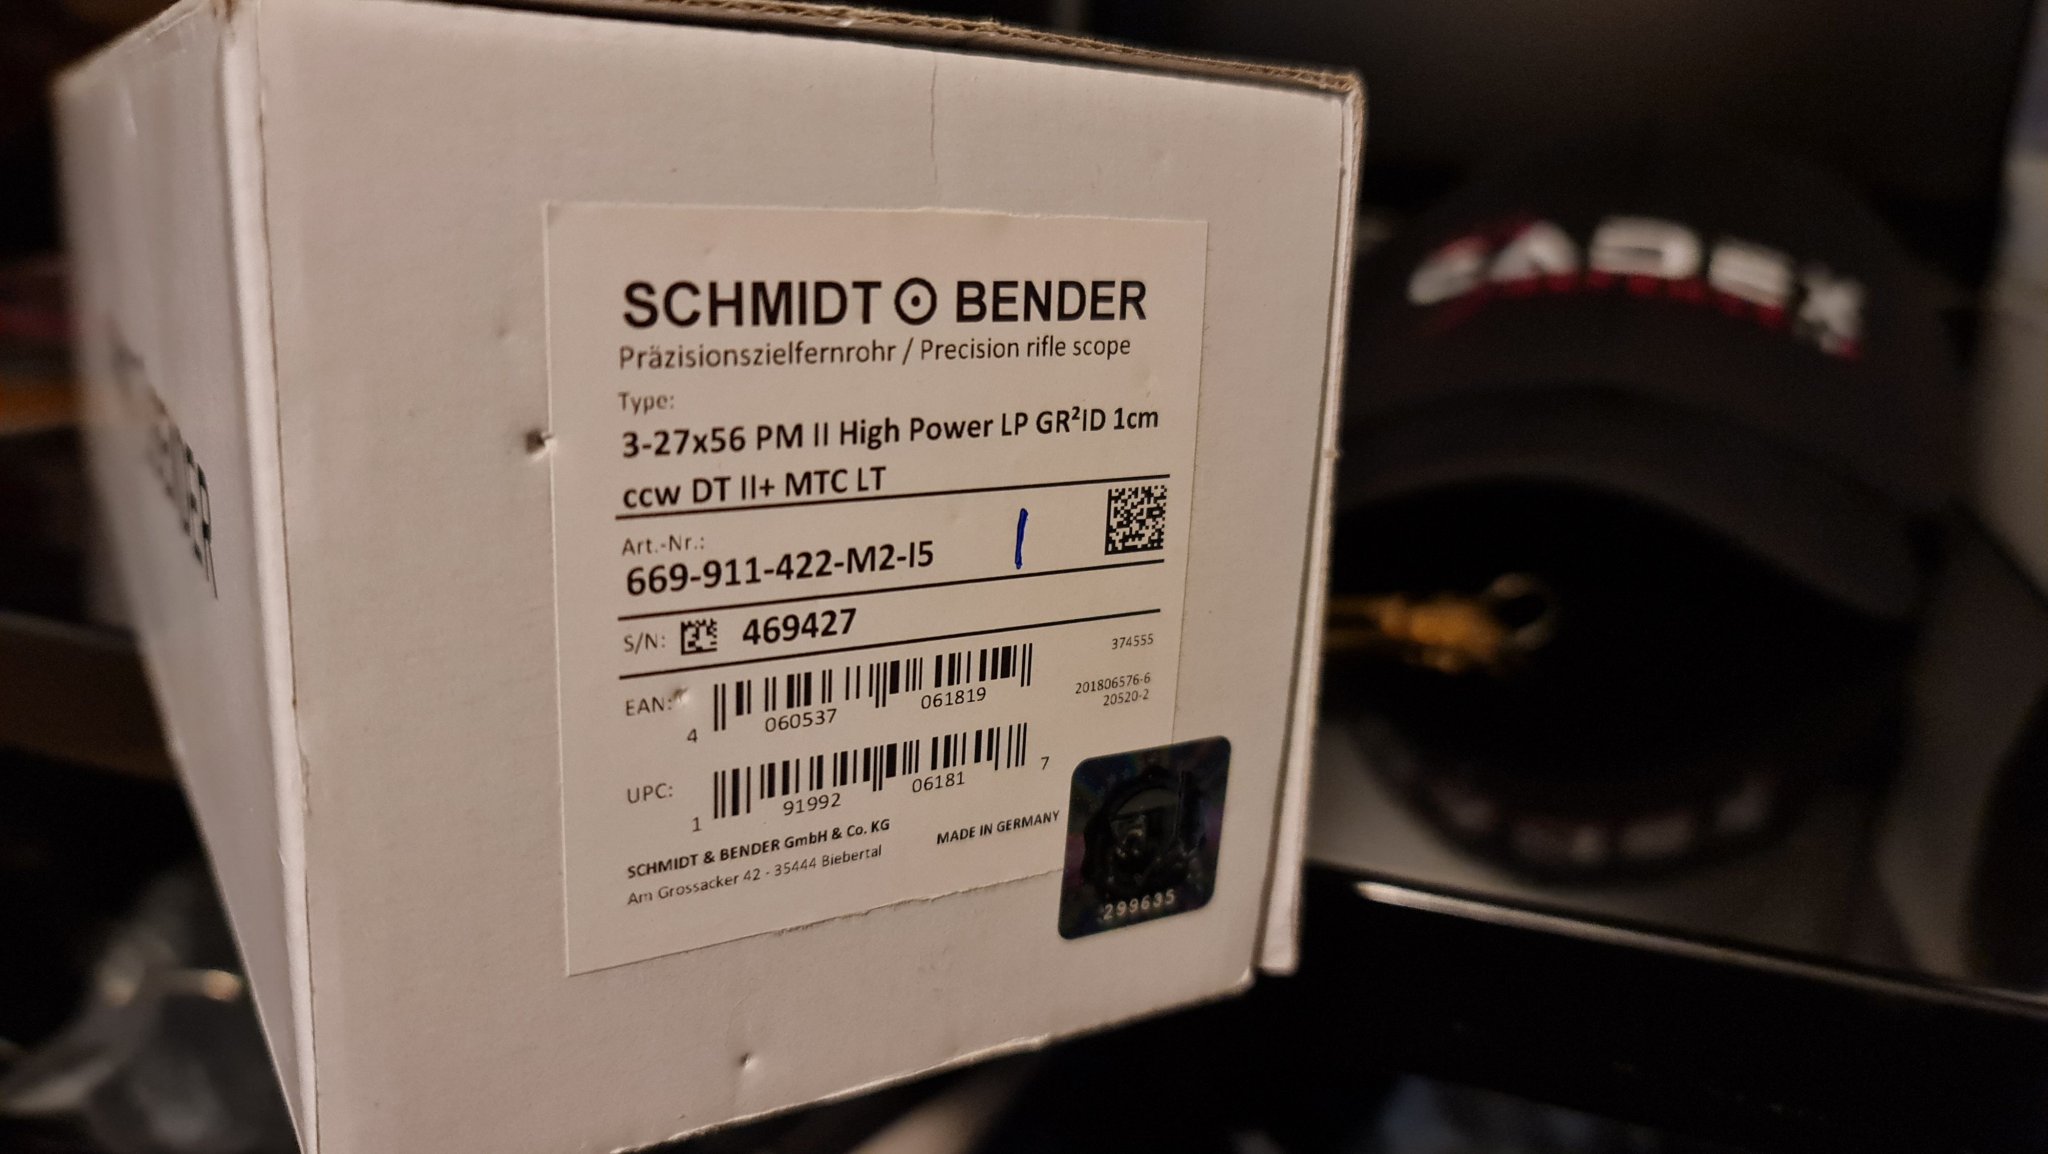 SCHMIDT BENDER
Präzisionszielfernrohr / Precision rifle scope
Type:
3-27x56 PM II High Power LP GR²ID 1cm
ccw DT II+ MTC LT
Art.-Nr.:
669-911-422-M2-I5
S/N: 469427
374555
EAN:
4 060537 061819
201806576-6
20520-2
UPC:
1 91992 06181 7
SCHMIDT & BENDER GmbH & Co. KG
MADE IN GERMANY
Am Grossacker 42 - 35444 Biebertal
299635
CADEX